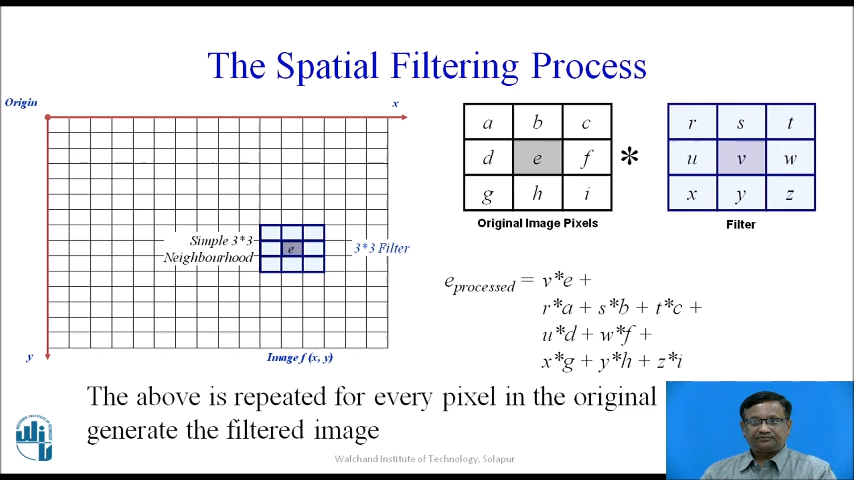 The Spatial Filtering Process
Origin
x
a b c
d e f
g h i
*
r s t
u v w
x y z
Original Image Pixels
Filter
Simple 3*3
Neighbourhood
e
3*3 Filter
y
Image f (x, y)
eprocessed = v*e +
r*a + s*b + t*c +
u*d + w*f +
x*g + y*h + z*i
The above is repeated for every pixel in the original
generate the filtered image
Walchand Institute of Technology, Solapur